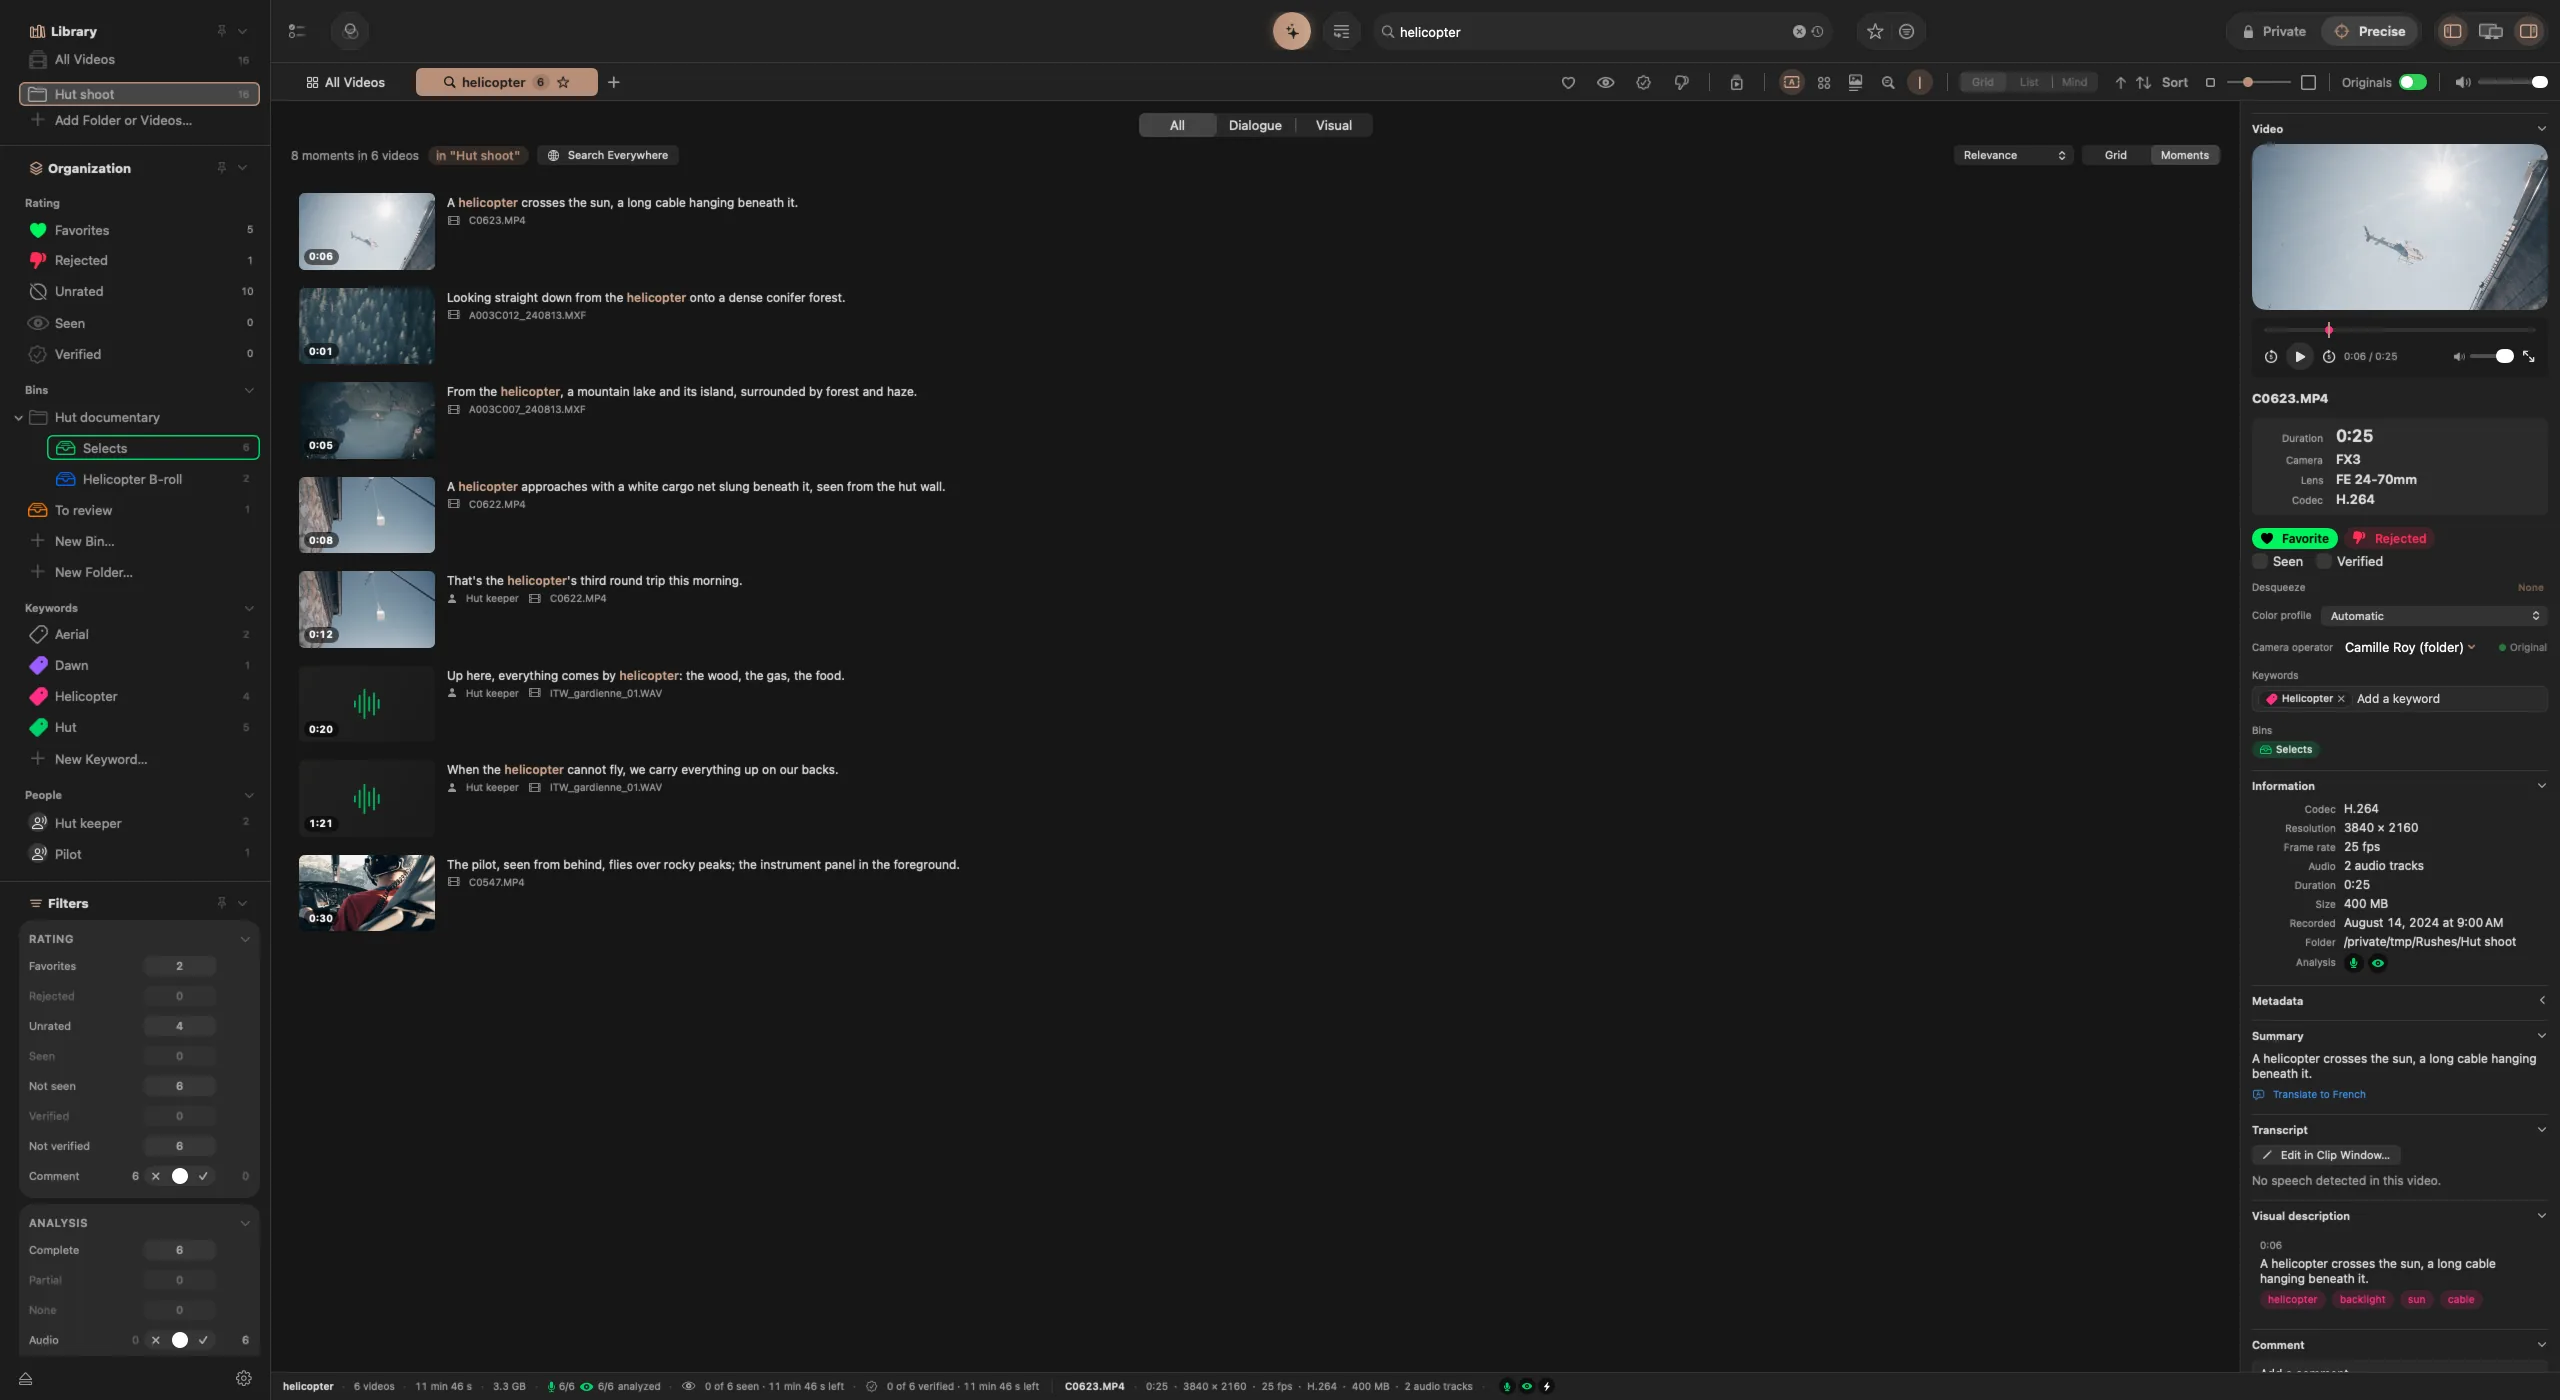 Library
All Videos 16
Hut shoot 16
Add Folder or Videos...
Organization
Rating
Favorites 5
Rejected 1
Unrated 10
Seen 0
Verified 0
Bins
Hut documentary
Selects 6
Helicopter B-roll 2
To review 1
New Bin...
New Folder...
Keywords
Aerial 2
Dawn 1
Helicopter 4
Hut 5
New Keyword...
People
Hut keeper 2
Pilot 1
Filters
RATING
Favorites 2
Rejected 0
Unrated 4
Seen 0
Not seen 6
Verified 0
Not verified 6
Comment 6 0
ANALYSIS
Complete 6
Partial 0
None 0
Audio 0 6
helicopter
Private Precise
All Videos helicopter 6
Grid List Mind Sort Originals
All Dialogue Visual
8 moments in 6 videos in "Hut shoot" Search Everywhere
Relevance Grid Moments
A helicopter crosses the sun, a long cable hanging beneath it.
C0623.MP4
0:06
Looking straight down from the helicopter onto a dense conifer forest.
A003C012_240813.MXF
0:01
From the helicopter, a mountain lake and its island, surrounded by forest and haze.
A003C007_240813.MXF
0:05
A helicopter approaches with a white cargo net slung beneath it, seen from the hut wall.
C0622.MP4
0:08
That's the helicopter's third round trip this morning.
Hut keeper C0622.MP4
0:12
Up here, everything comes by helicopter: the wood, the gas, the food.
Hut keeper ITW_gardienne_01.WAV
0:20
When the helicopter cannot fly, we carry everything up on our backs.
Hut keeper ITW_gardienne_01.WAV
1:21
The pilot, seen from behind, flies over rocky peaks; the instrument panel in the foreground.
C0547.MP4
0:30
Video
0:06 / 0:25
C0623.MP4
Duration 0:25
Camera FX3
Lens FE 24-70mm
Codec H.264
Favorite Rejected
Seen Verified
Desqueeze None
Color profile Automatic
Camera operator Camille Roy (folder) Original
Keywords
Helicopter Add a keyword
Bins
Selects
Information
Codec H.264
Resolution 3840 × 2160
Frame rate 25 fps
Audio 2 audio tracks
Duration 0:25
Size 400 MB
Recorded August 14, 2024 at 9:00 AM
Folder /private/tmp/Rushes/Hut shoot
Analysis
Metadata
Summary
A helicopter crosses the sun, a long cable hanging
beneath it.
Translate to French
Transcript
Edit in Clip Window...
No speech detected in this video.
Visual description
0:06
A helicopter crosses the sun, a long cable
hanging beneath it.
helicopter backlight sun cable
Comment
helicopter · 6 videos · 11 min 46 s · 3.3 GB · 6/6 6/6 analyzed · 0 of 6 seen · 11 min 46 s left · 0 of 6 verified · 11 min 46 s left C0623.MP4 · 0:25 · 3840 × 2160 · 25 fps · H.264 · 400 MB · 2 audio tracks